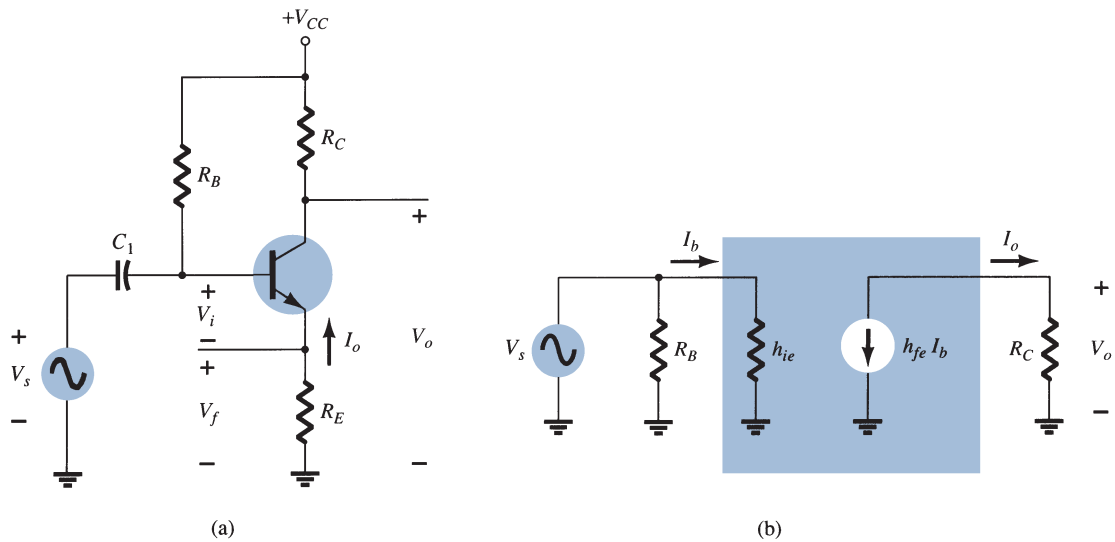 +V_CC
R_C
R_B
C_1
+
+
V_i
−
I_o
V_o
+
V_s
−
+
V_f
−
R_E
−
(a)
I_b
I_o
V_s
R_B
h_ie
h_fe I_b
R_C
+
V_o
−
(b)